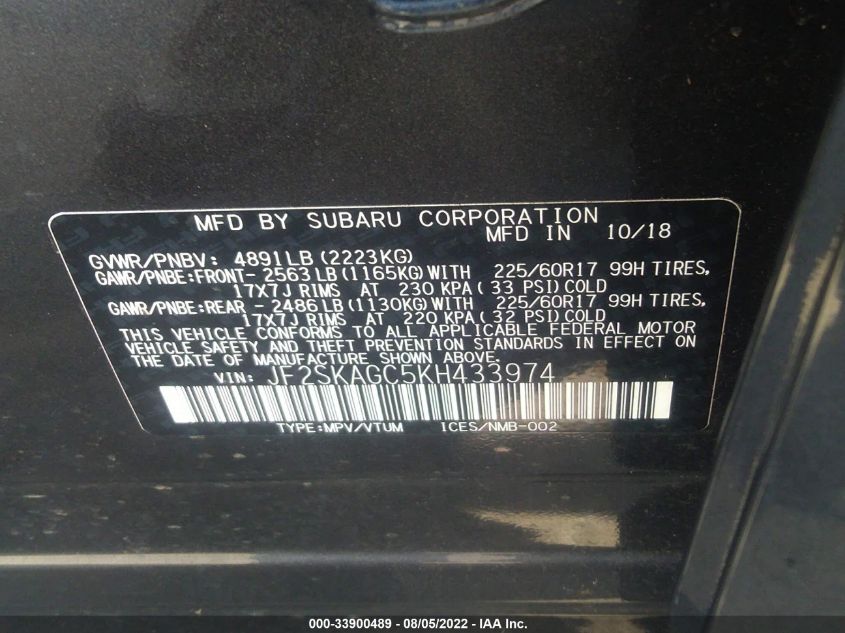 MFD BY SUBARU CORPORATION
MFD IN 10/18
GVWR/PNBV: 4891LB(2223KG)
GAWR/PNBE:FRONT-2563LB(1165KG)WITH 225/60R17 99H TIRES,
17X7J RIMS AT 230 KPA(33 PSI)COLD
GAWR/PNBE:REAR -2486LB(1130KG)WITH 225/60R17 99H TIRES,
17X7J RIMS AT 220 KPA(32 PSI)COLD
THIS VEHICLE CONFORMS TO ALL APPLICABLE FEDERAL MOTOR
VEHICLE SAFETY AND THEFT PREVENTION STANDARDS IN EFFECT ON
THE DATE OF MANUFACTURE SHOWN ABOVE.
VIN: JF2SKAGC5KH433974
TYPE:MPV/VTUM ICES/NMB-002
000-33900489 - 08/05/2022 - IAA Inc.